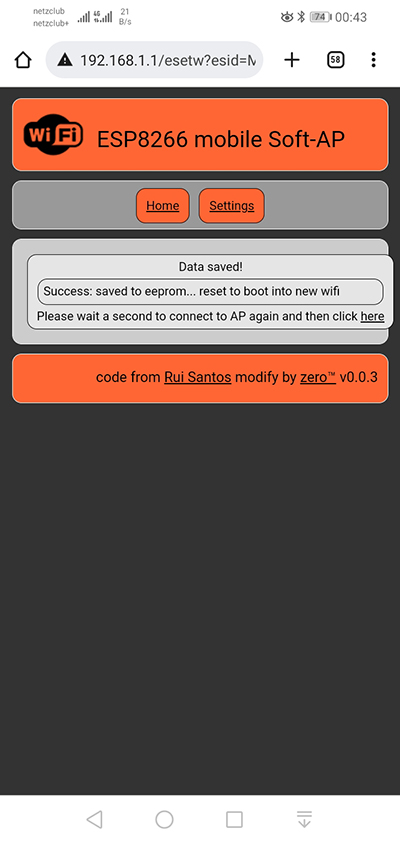 netzclub
netzclub+
4G
21
B/s
74
00:43
192.168.1.1/esetw?esid=M
58
WiFi
ESP8266 mobile Soft-AP
Home
Settings
Data saved!
Success: saved to eeprom... reset to boot into new wifi
Please wait a second to connect to AP again and then click here
code from Rui Santos modify by zero™ v0.0.3